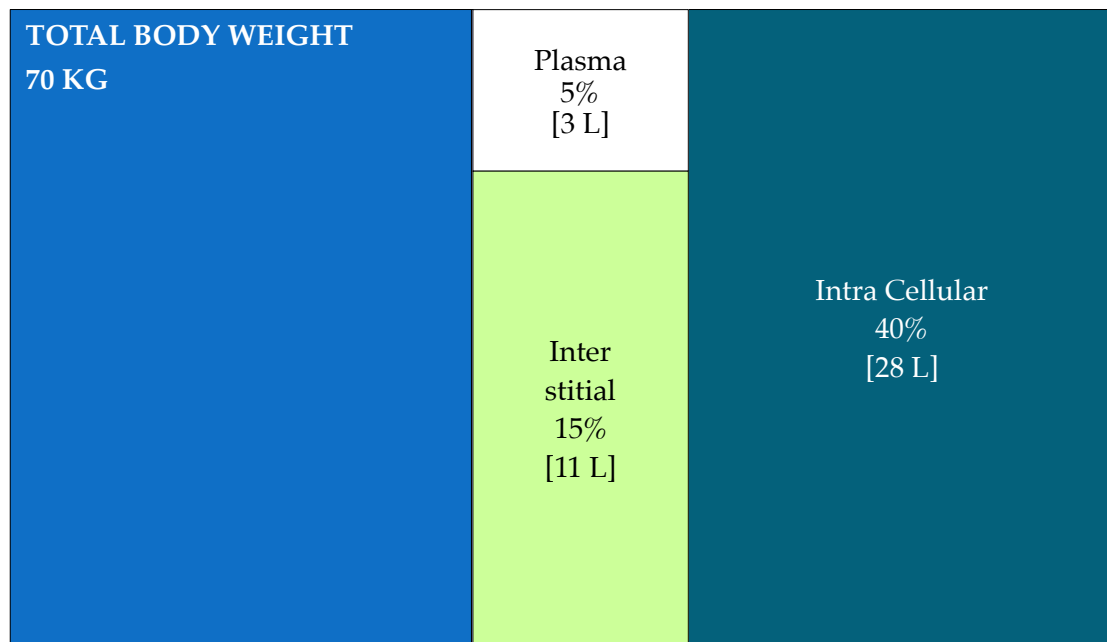 TOTAL BODY WEIGHT
70 KG
Plasma
5%
[3 L]
Inter
stitial
15%
[11 L]
Intra Cellular
40%
[28 L]